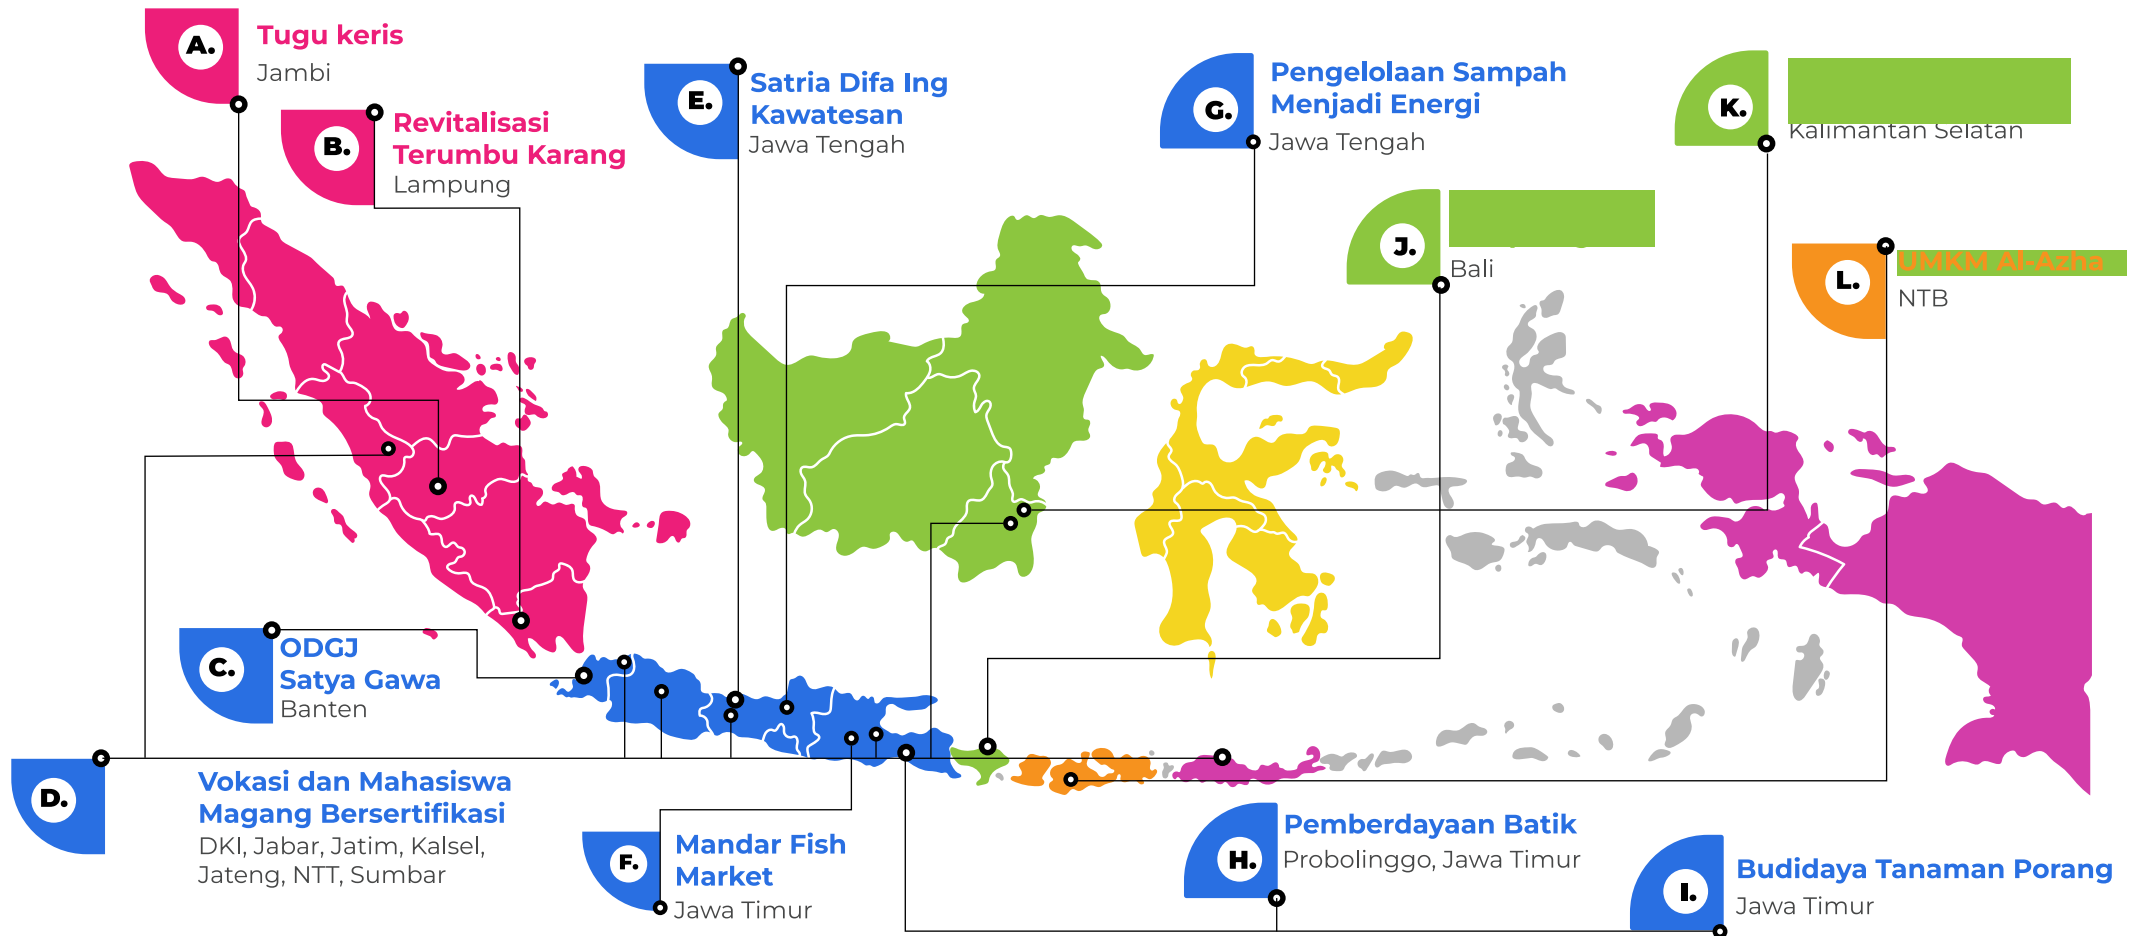 A.
Tugu keris
Jambi
B.
Revitalisasi
Terumbu Karang
Lampung
E.
Satria Difa Ing
Kawatesan
Jawa Tengah
G.
Pengelolaan Sampah
Menjadi Energi
Jawa Tengah
K.
Kalimantan Selatan
J.
Bali
L.
UMKM Al-Azha
NTB
C.
ODGJ
Satya Gawa
Banten
D.
Vokasi dan Mahasiswa
Magang Bersertifikasi
DKI, Jabar, Jatim, Kalsel,
Jateng, NTT, Sumbar
F.
Mandar Fish
Market
Jawa Timur
H.
Pemberdayaan Batik
Probolinggo, Jawa Timur
I.
Budidaya Tanaman Porang
Jawa Timur